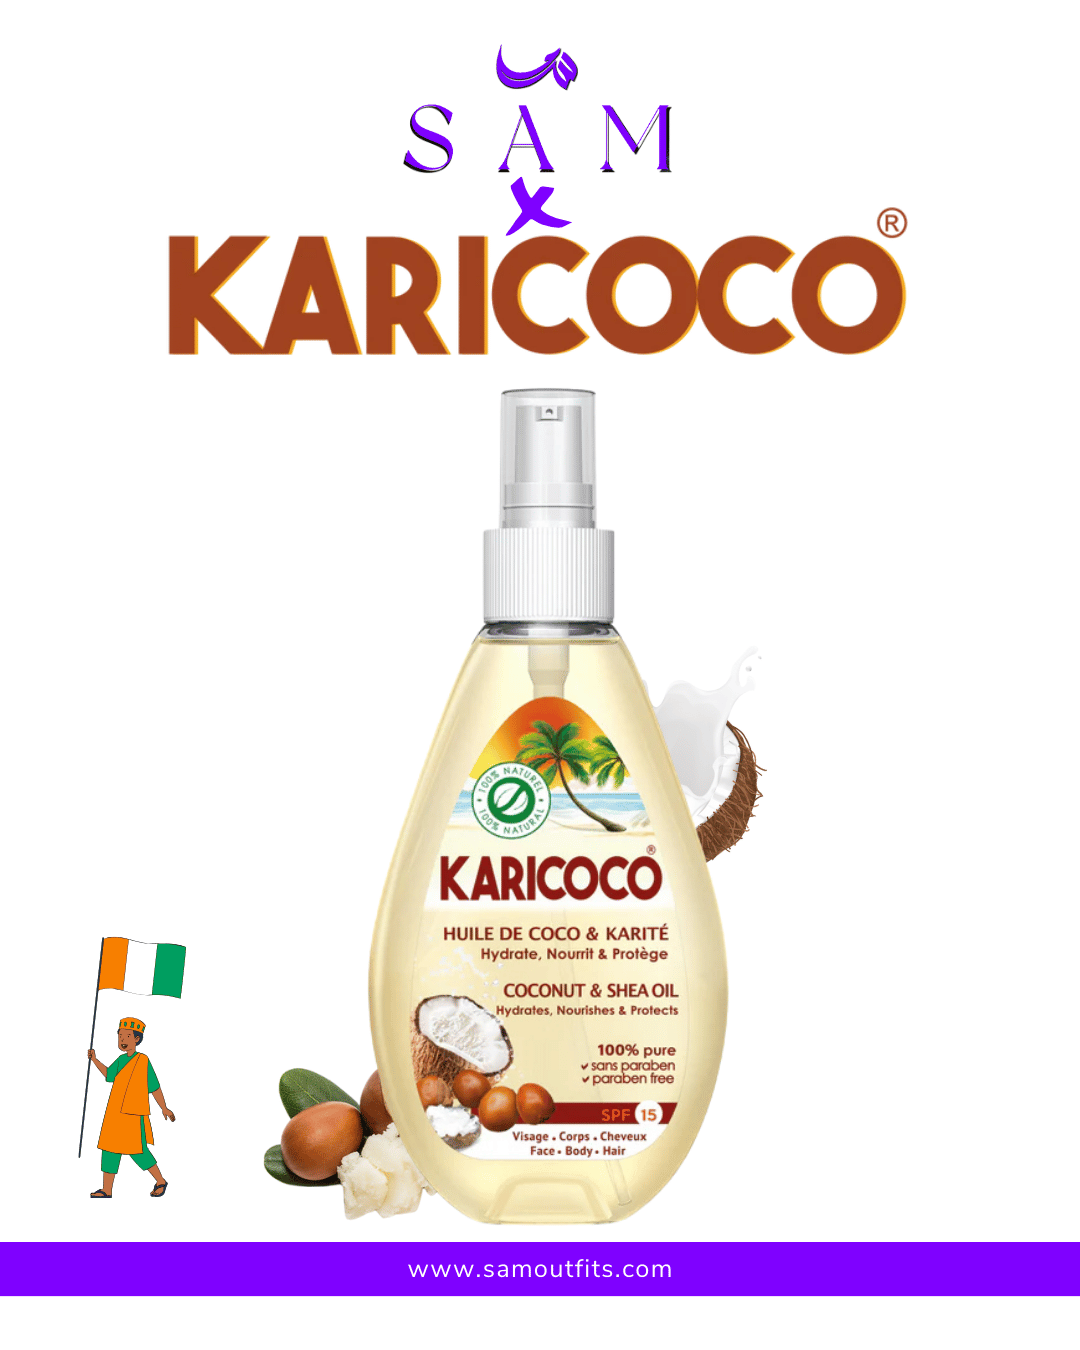 SAM
X
KARICOCO®
100% NATUREL
100% NATURAL
KARICOCO®
HUILE DE COCO & KARITÉ
Hydrate, Nourrit & Protège
COCONUT & SHEA OIL
Hydrates, Nourishes & Protects
100% pure
sans paraben
paraben free
SPF 15
Visage • Corps • Cheveux
Face • Body • Hair
www.samoutfits.com